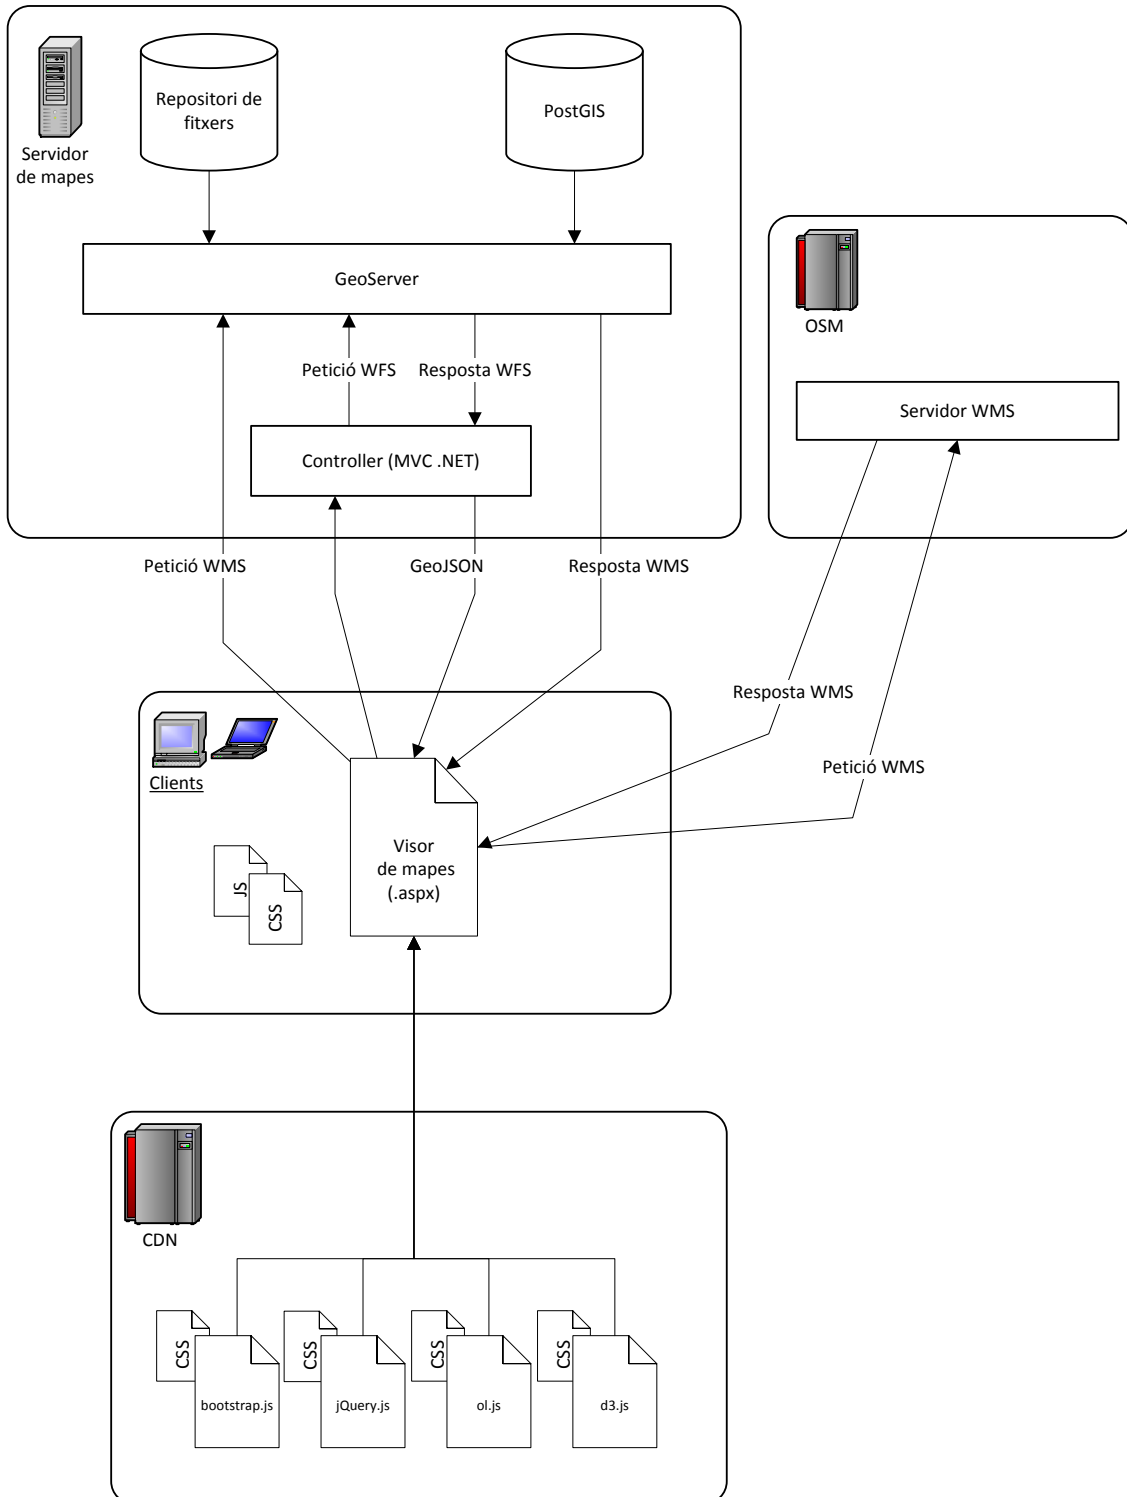 Repositori de
fitxers
PostGIS
Servidor
de mapes
GeoServer
OSM
Petició WFS
Resposta WFS
Servidor WMS
Controller (MVC .NET)
Petició WMS
GeoJSON
Resposta WMS
Resposta WMS
Petició WMS
Clients
Visor
de mapes
(.aspx)
JS
CSS
CDN
CSS
CSS
CSS
CSS
bootstrap.js
jQuery.js
ol.js
d3.js